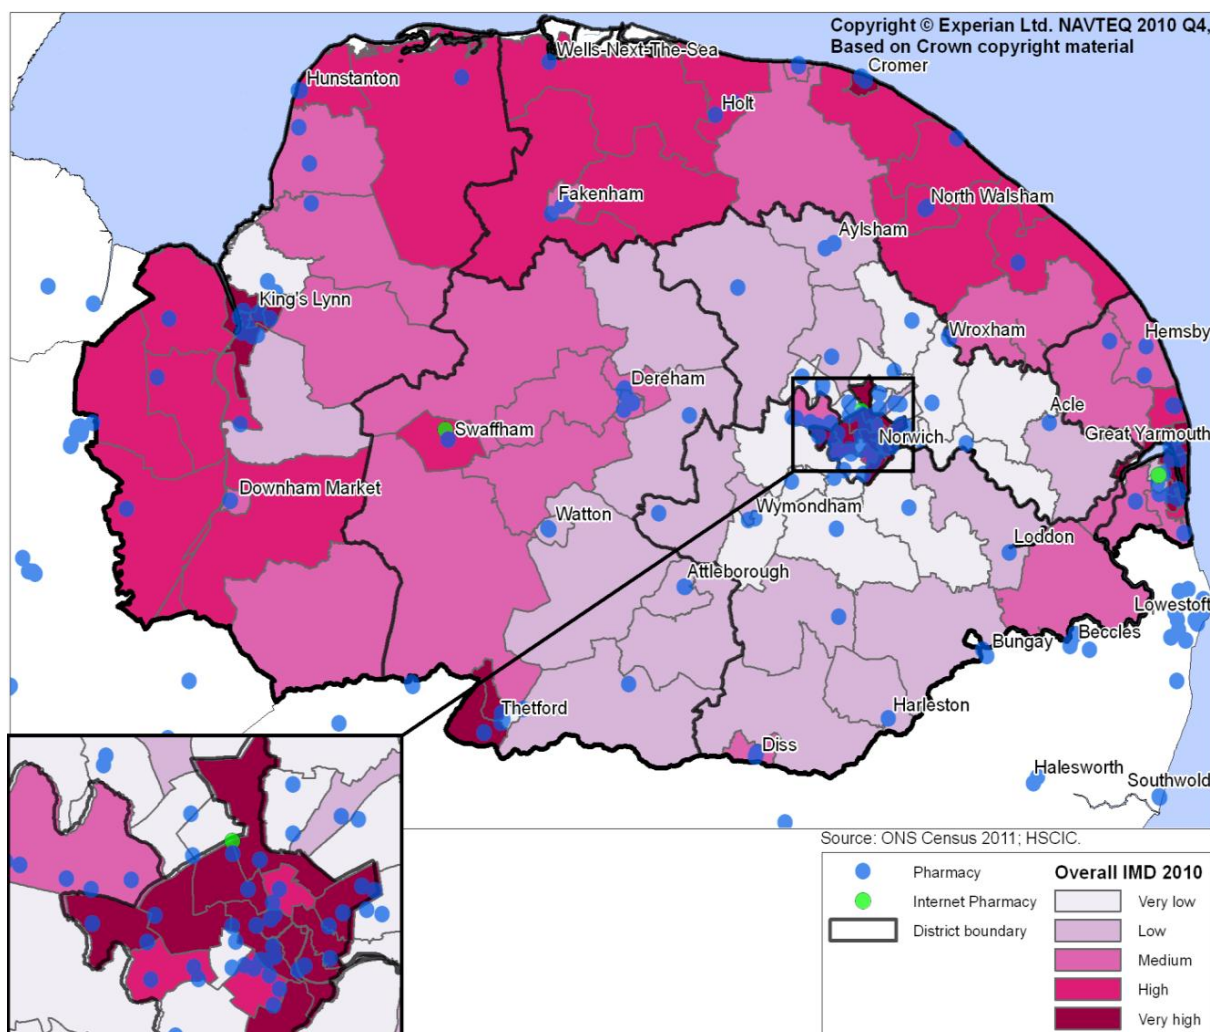 Copyright © Experian Ltd. NAVTEQ 2010 Q4,
Based on Crown copyright material
Wells-Next-The-Sea
Cromer
Hunstanton
Holt
Fakenham
North Walsham
Aylsham
King's Lynn
Wroxham
Hemsby
Dereham
Acle
Swaffham
Norwich
Great Yarmouth
Downham Market
Watton
Wymondham
Loddon
Attleborough
Lowestoft
Bungay
Beccles
Thetford
Harleston
Diss
Halesworth
Southwold
Source: ONS Census 2011; HSCIC.
Pharmacy
Internet Pharmacy
District boundary
Overall IMD 2010
Very low
Low
Medium
High
Very high